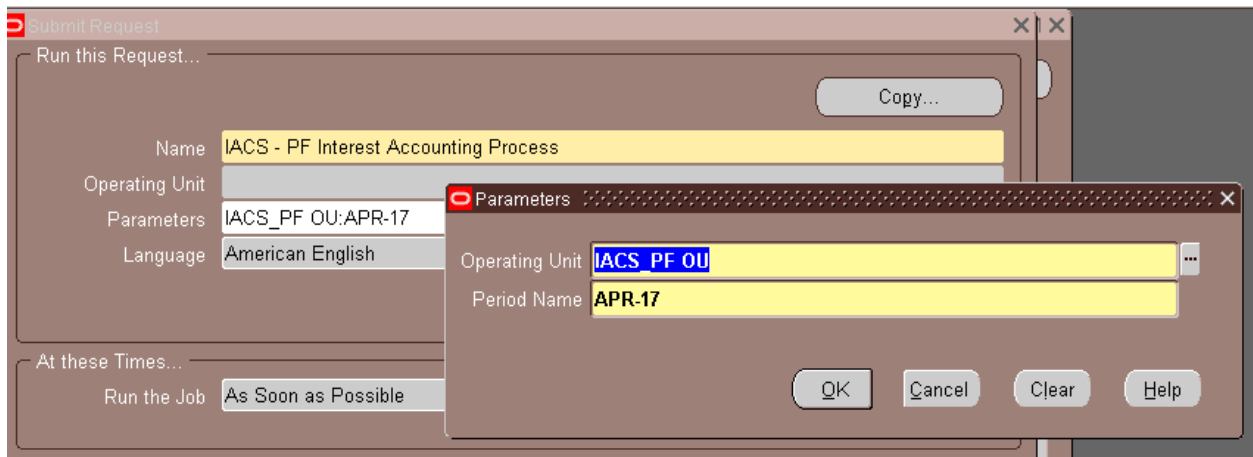 Submit Request
Run this Request...
Copy...
Name IACS - PF Interest Accounting Process
Operating Unit
Parameters IACS_PF OU:APR-17
Language American English
Parameters
Operating Unit IACS_PF OU
Period Name APR-17
OK Cancel Clear Help
At these Times...
Run the Job As Soon as Possible